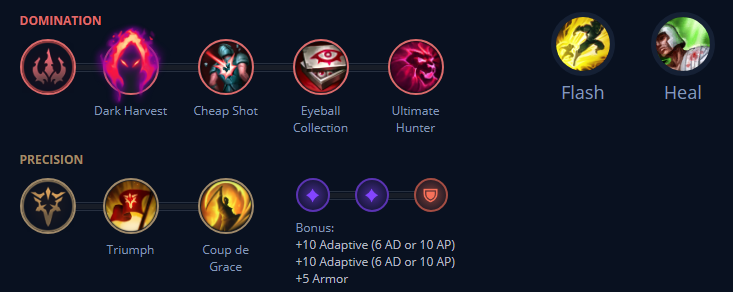 DOMINATION
Dark Harvest
Cheap Shot
Eyeball
Collection
Ultimate
Hunter
Flash
Heal
PRECISION
Triumph
Coup de
Grace
Bonus:
+10 Adaptive (6 AD or 10 AP)
+10 Adaptive (6 AD or 10 AP)
+5 Armor